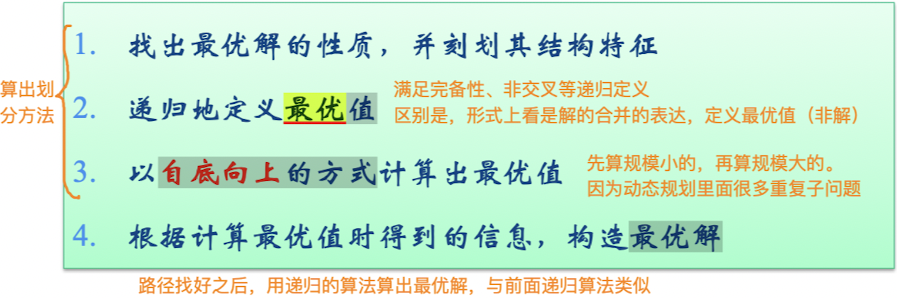 算出划
分方法
1. 找出最优解的性质，并刻划其结构特征
2. 递归地定义最优值
满足完备性、非交叉等递归定义
区别是，形式上看是解的合并的表达，定义最优值（非解）
3. 以自底向上的方式计算出最优值
先算规模小的，再算规模大的。
因为动态规划里面很多重复子问题
4. 根据计算最优值时得到的信息，构造最优解
路径找好之后，用递归的算法算出最优解，与前面递归算法类似